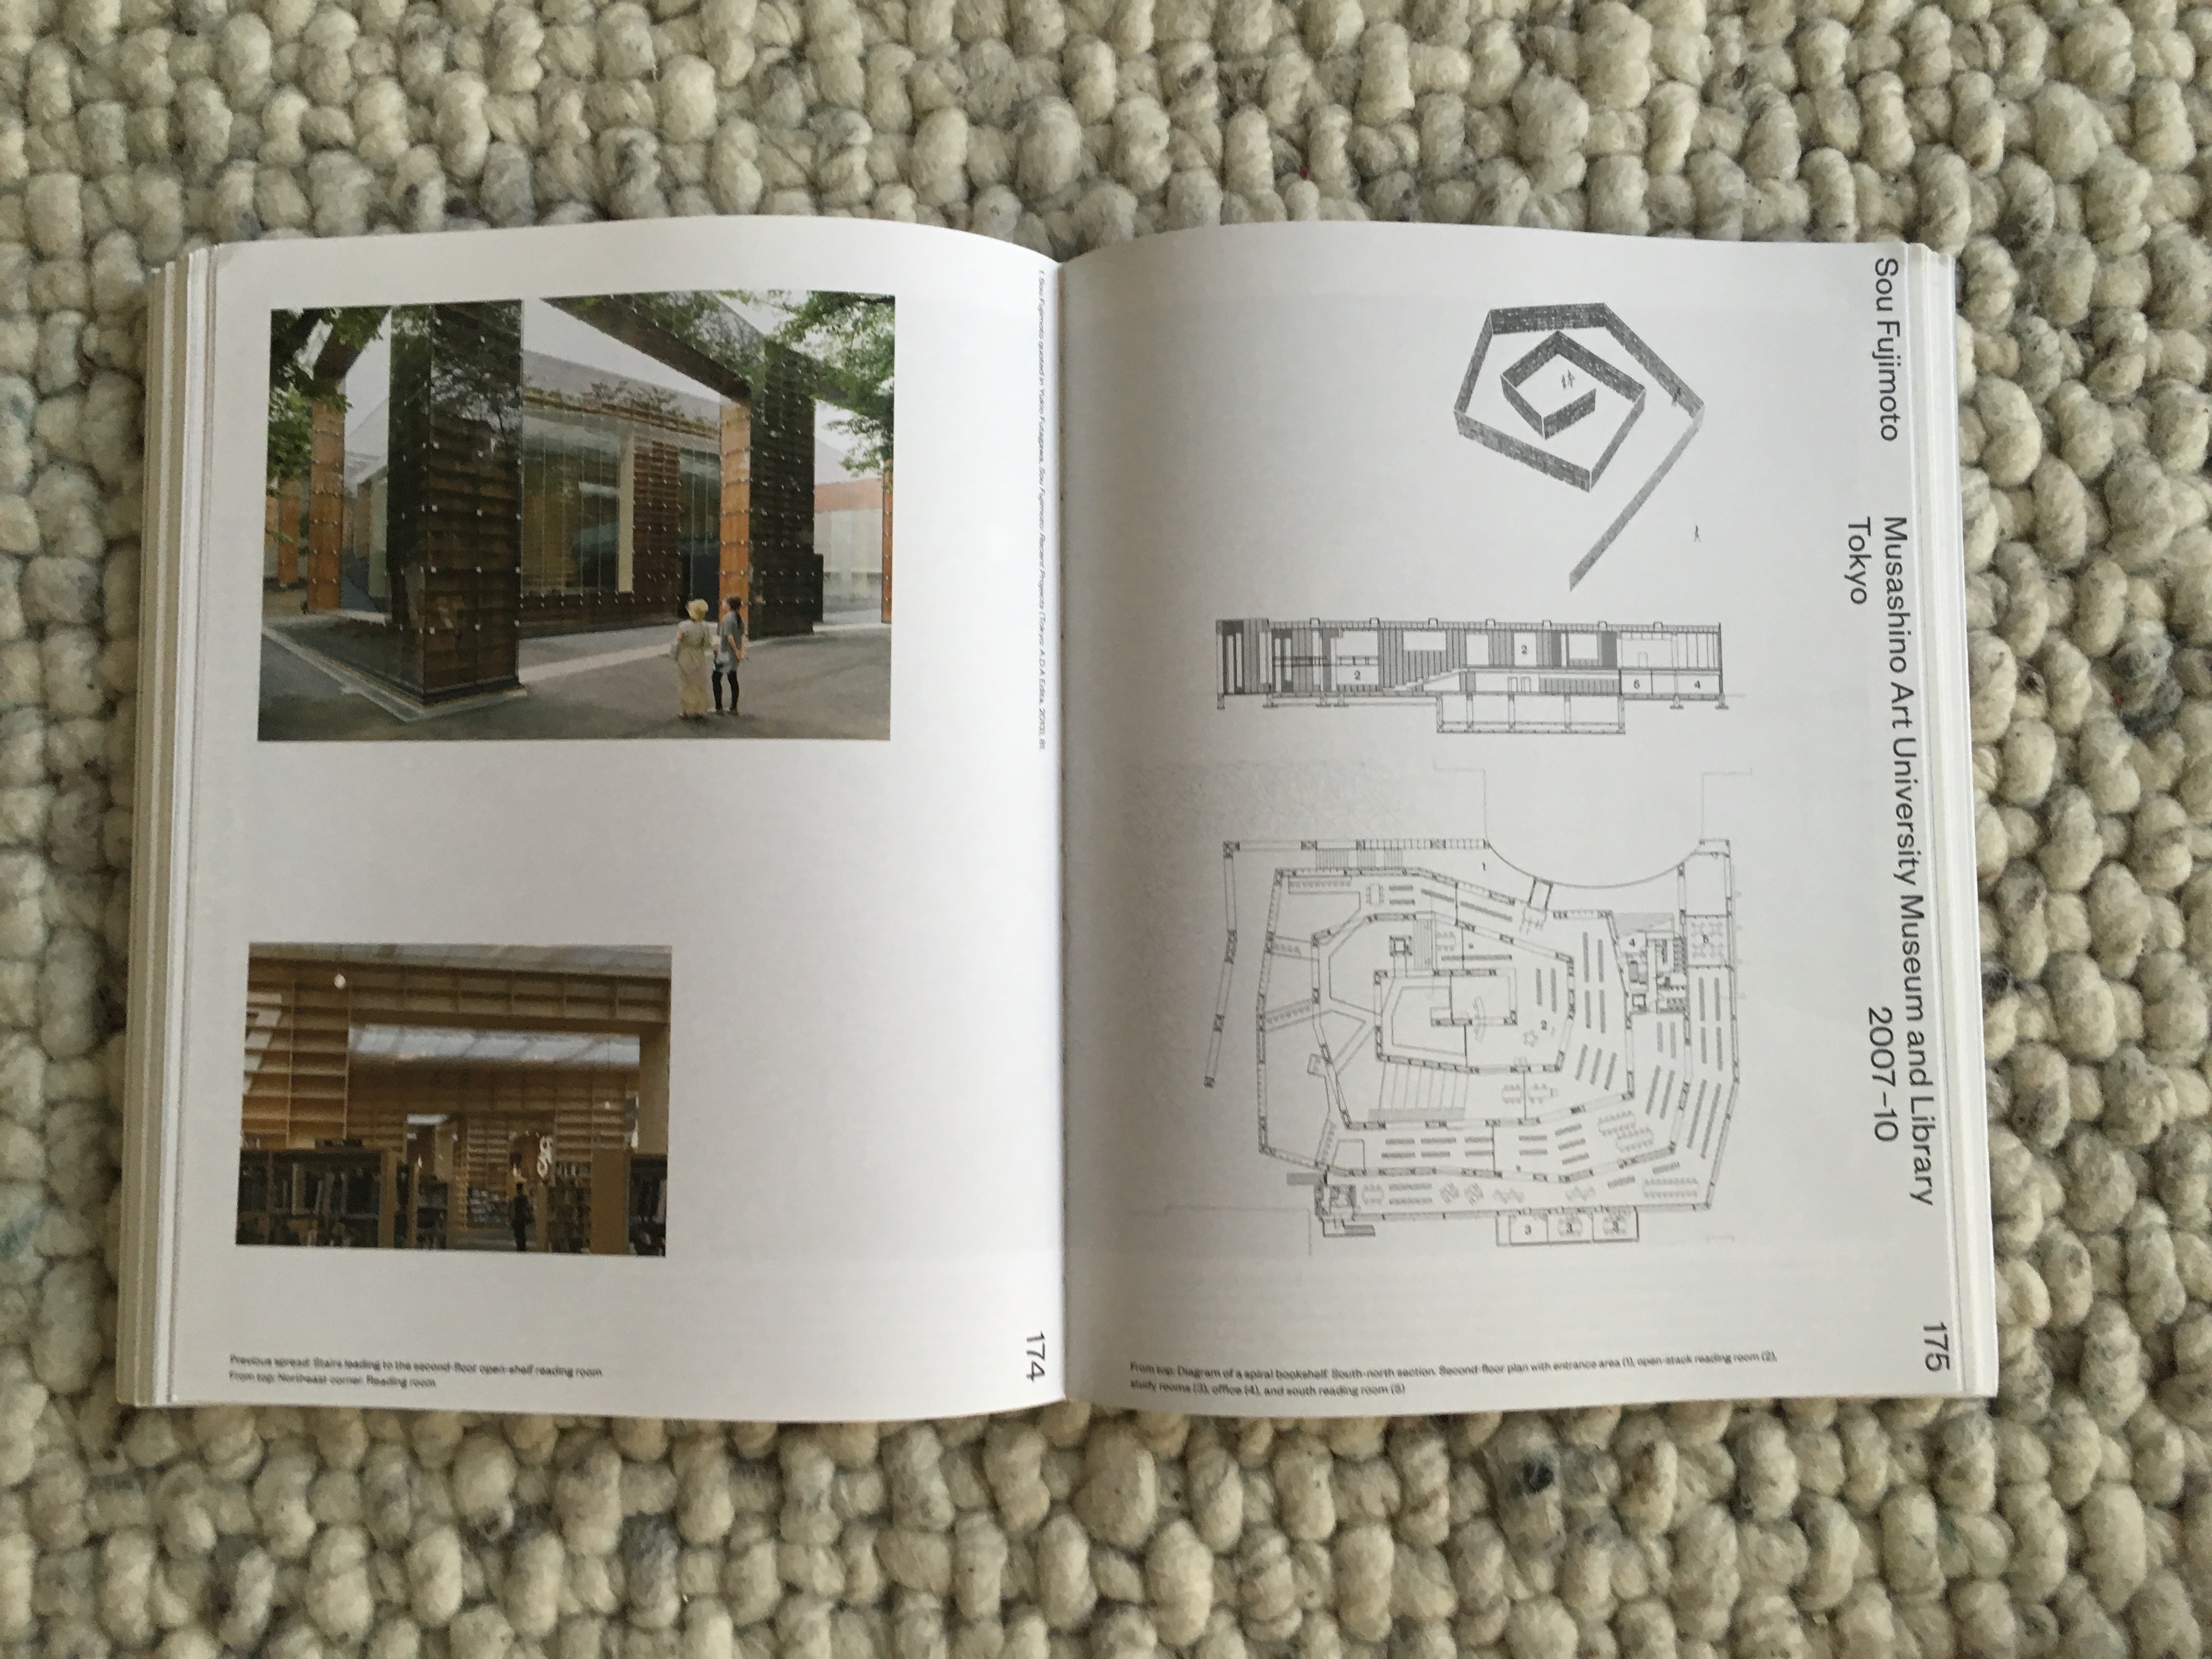 1. Sou Fujimoto quoted in Yukio Futagawa, Sou Fujimoto: Recent Projects (Tokyo: A.D.A Edita, 2013), 81.
Previous spread: Stairs leading to the second-floor open-shelf reading room
From top: Northeast corner. Reading room
174
Sou Fujimoto
Musashino Art University Museum and Library
Tokyo
2007–10
2
2
5
4
1
4
2
3
From top: Diagram of a spiral bookshelf. South-north section. Second-floor plan with entrance area (1), open-stack reading room (2),
study rooms (3), office (4), and south reading room (5)
175